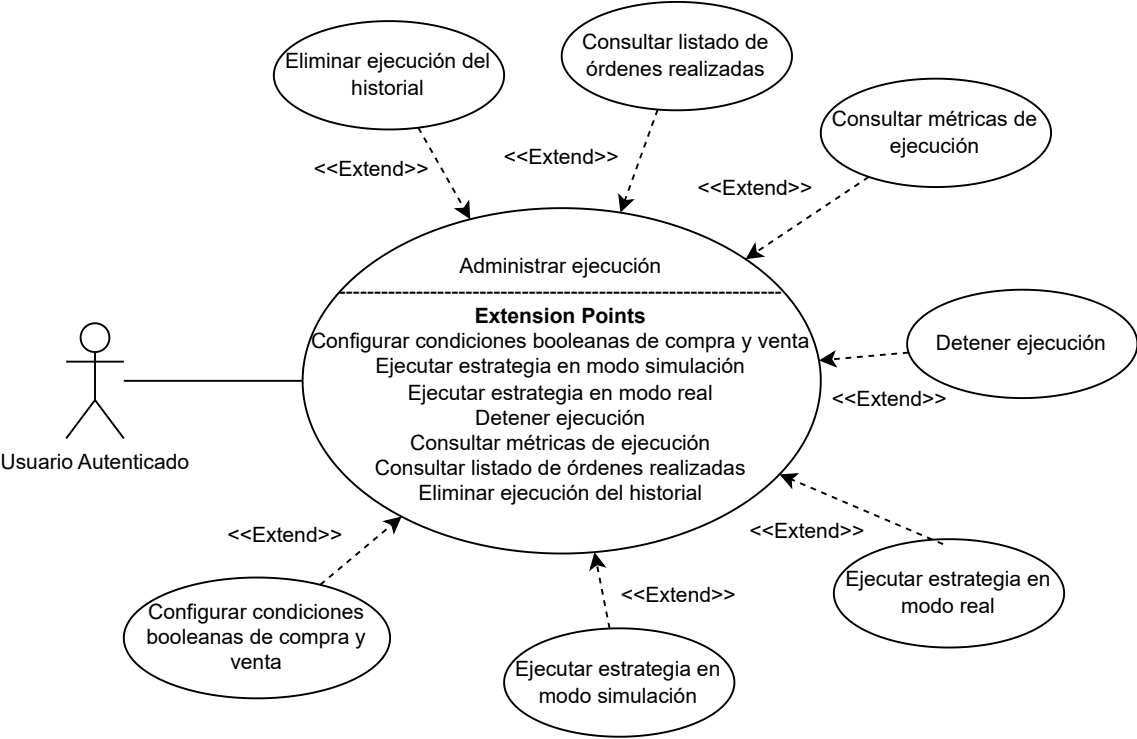 Eliminar ejecución del
historial
Consultar listado de
órdenes realizadas
Consultar métricas de
ejecución
<<Extend>>
<<Extend>>
<<Extend>>
Administrar ejecución
Extension Points
Configurar condiciones booleanas de compra y venta
Ejecutar estrategia en modo simulación
Ejecutar estrategia en modo real
Detener ejecución
Consultar métricas de ejecución
Consultar listado de órdenes realizadas
Eliminar ejecución del historial
Detener ejecución
<<Extend>>
Usuario Autenticado
<<Extend>>
<<Extend>>
<<Extend>>
Configurar condiciones
booleanas de compra y
venta
Ejecutar estrategia en
modo simulación
Ejecutar estrategia en
modo real